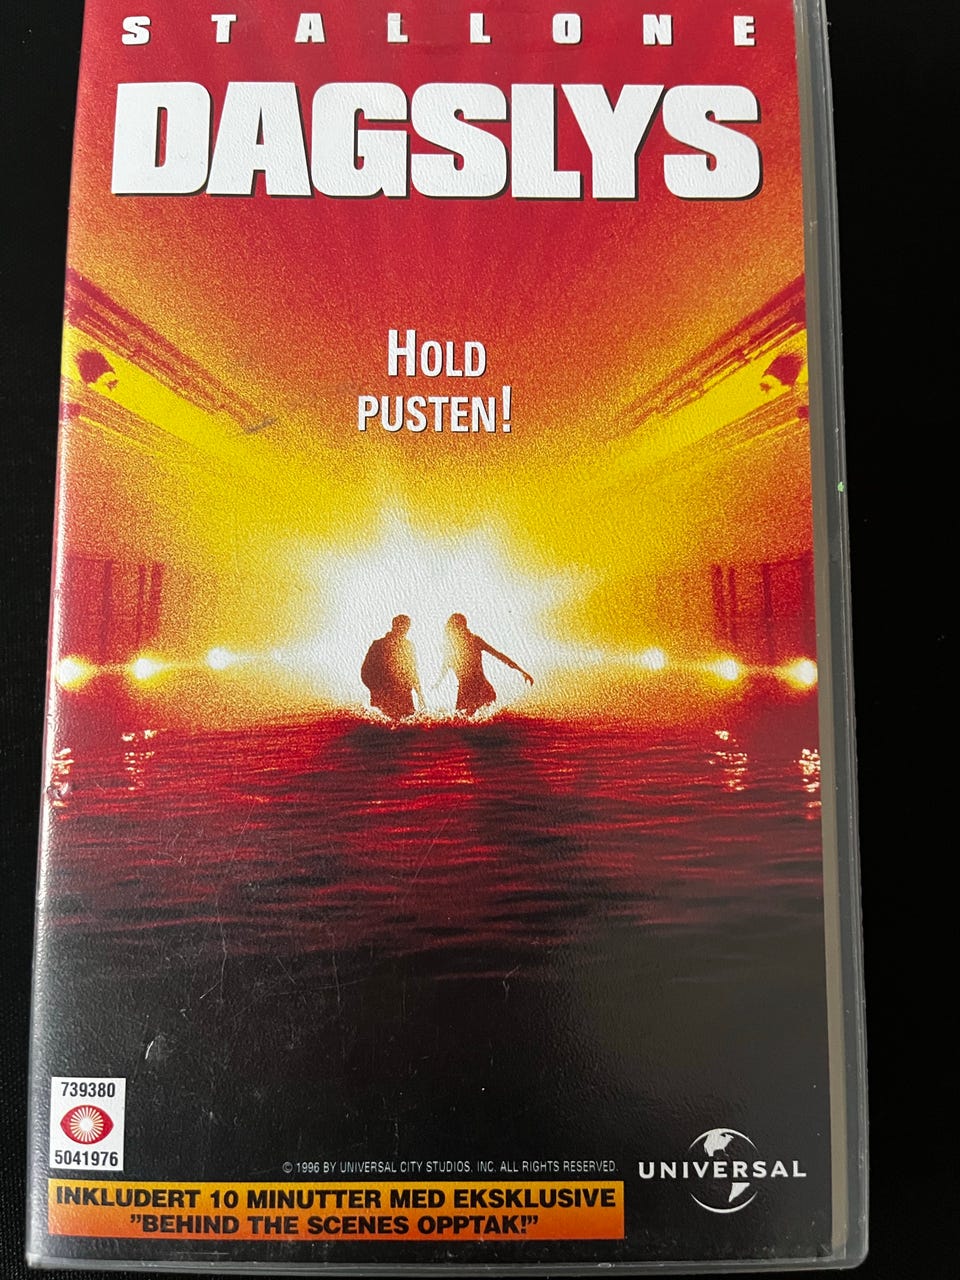 STALLONE
DAGSLYS
HOLD
PUSTEN!
739380
5041976
© 1996 BY UNIVERSAL CITY STUDIOS, INC. ALL RIGHTS RESERVED.
UNIVERSAL
INKLUDERT 10 MINUTTER MED EKSKLUSIVE
”BEHIND THE SCENES OPPTAK!”